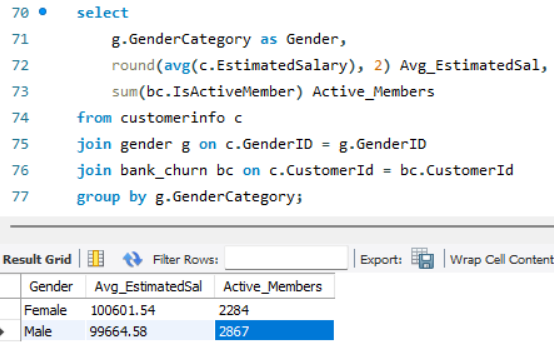 70 select
71 g.GenderCategory as Gender,
72 round(avg(c.EstimatedSalary), 2) Avg_EstimatedSal,
73 sum(bc.IsActiveMember) Active_Members
74 from customerinfo c
75 join gender g on c.GenderID = g.GenderID
76 join bank_churn bc on c.CustomerId = bc.CustomerId
77 group by g.GenderCategory;
Result Grid Filter Rows: Export: Wrap Cell Content
Gender Avg_EstimatedSal Active_Members
Female 100601.54 2284
Male 99664.58 2867